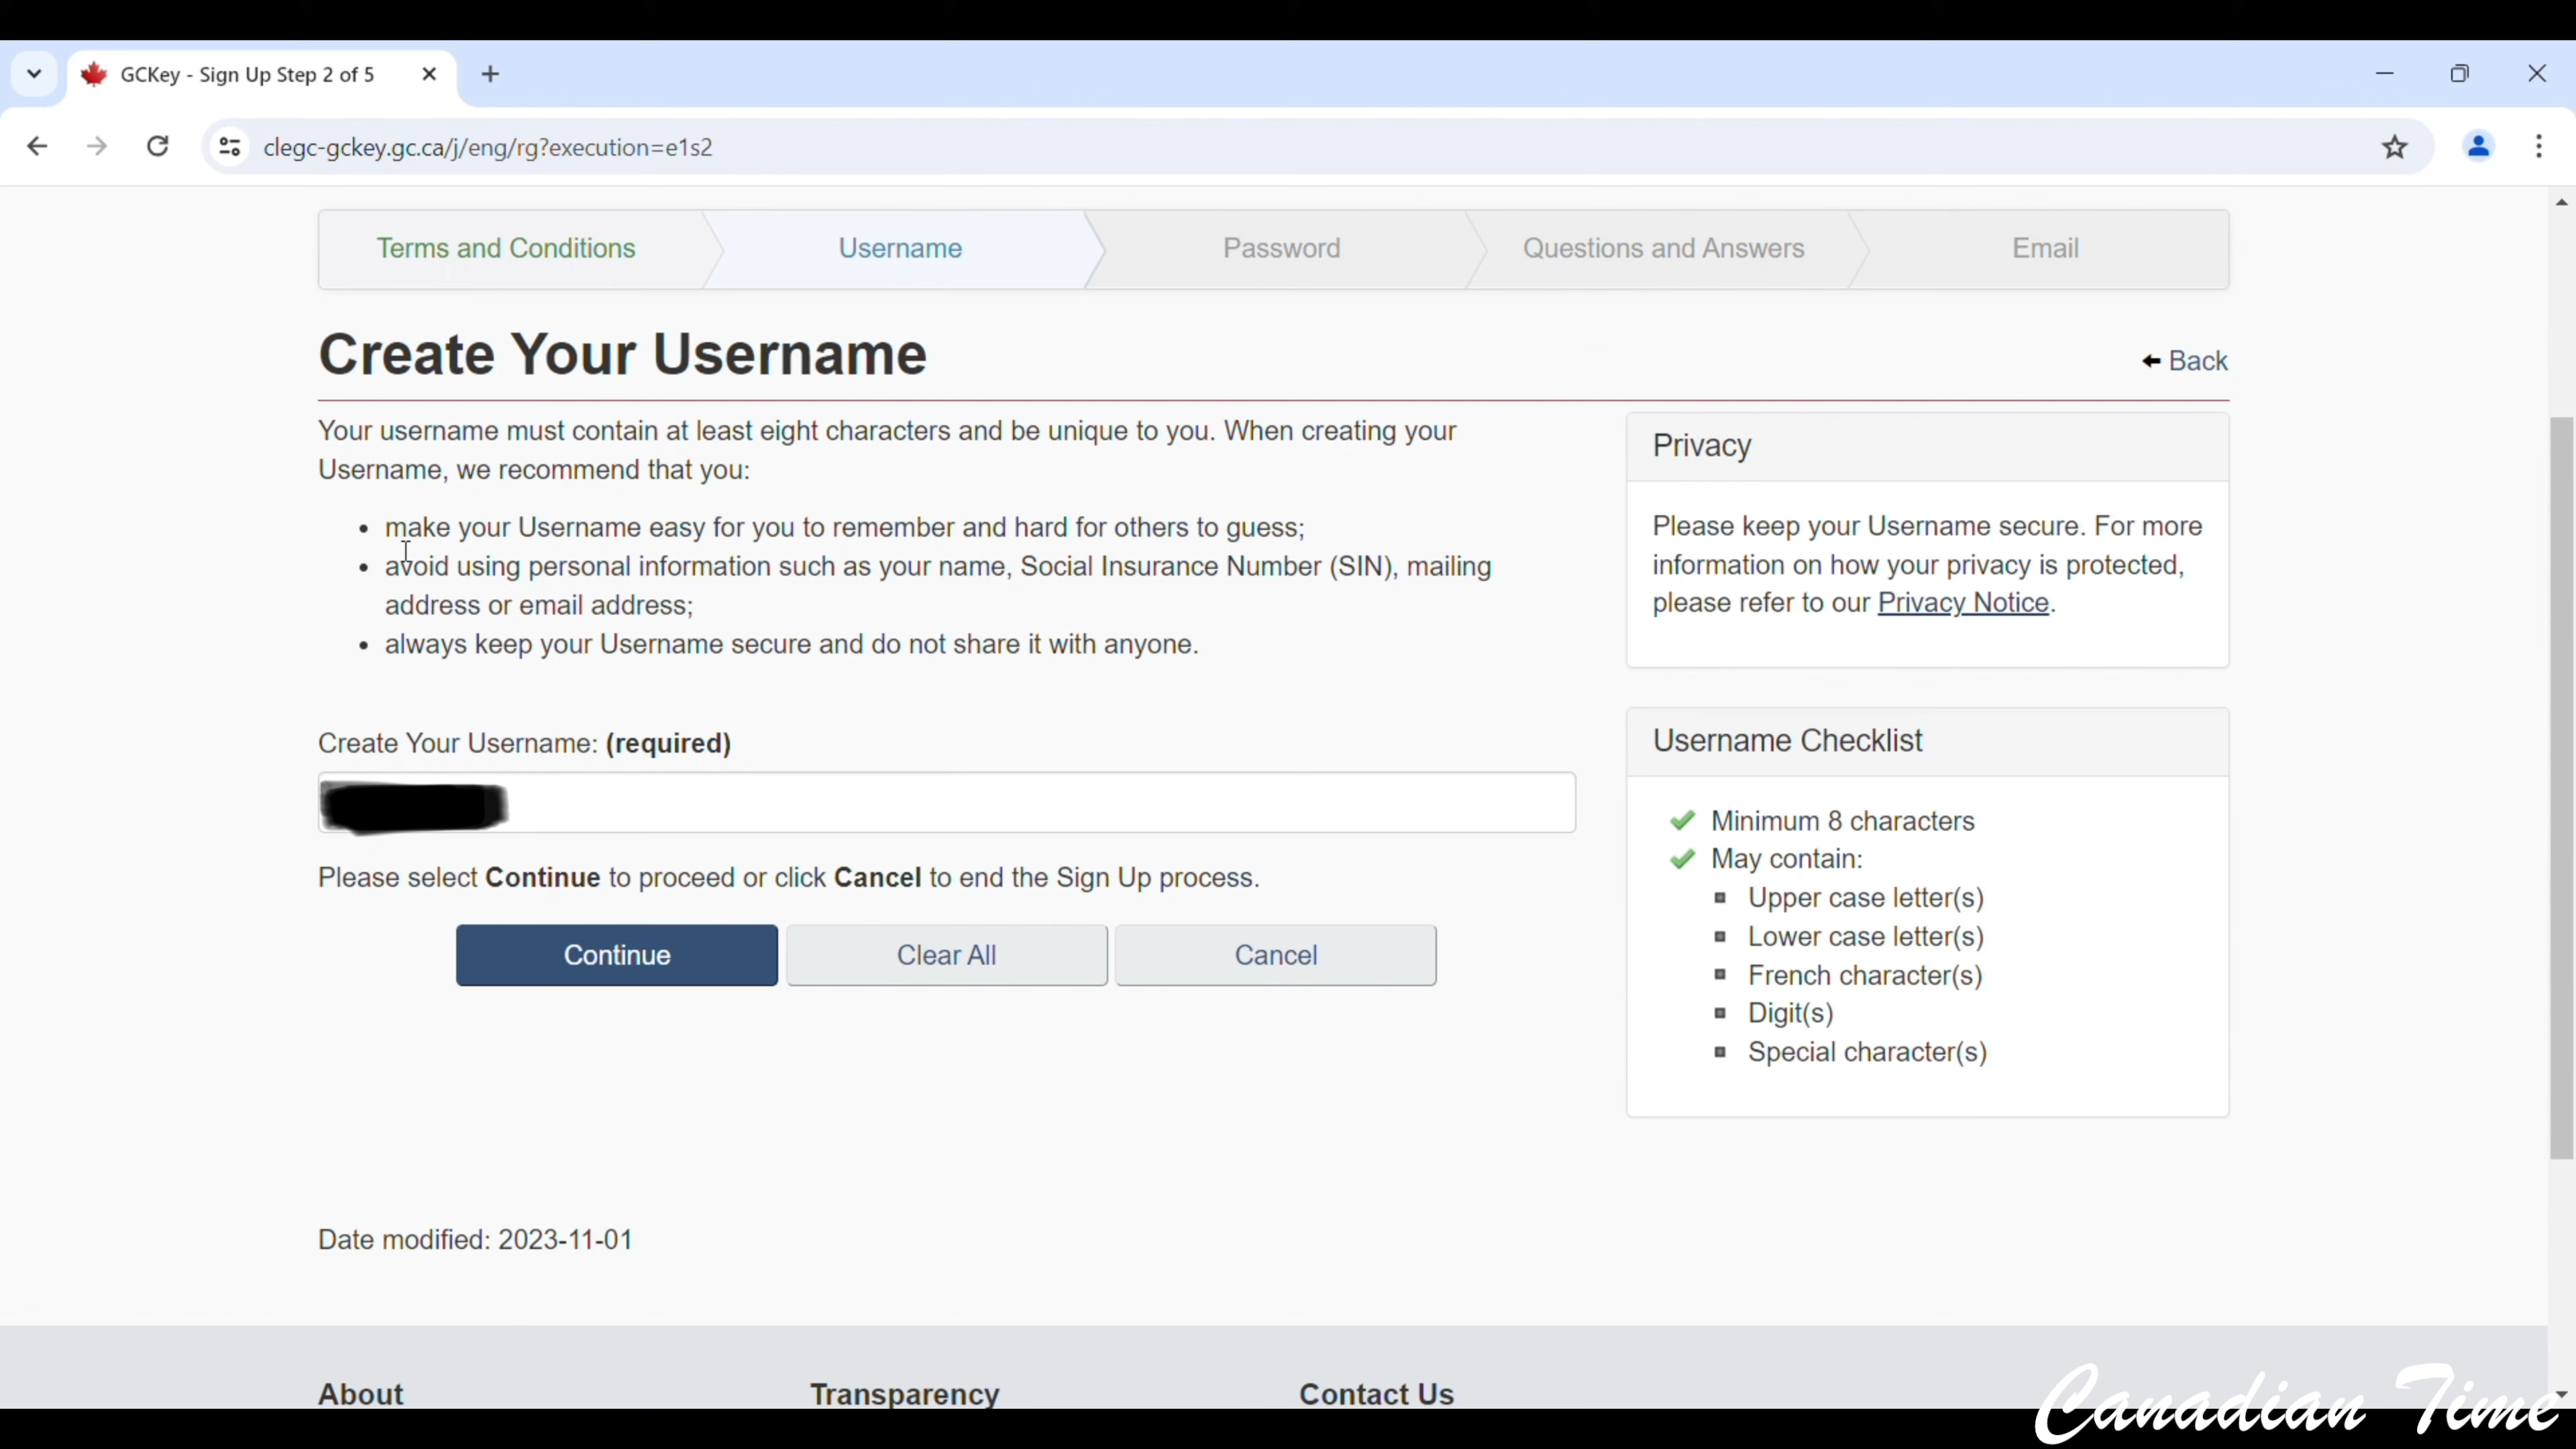 GCKey - Sign Up Step 2 of 5
clegc-gckey.gc.ca/j/eng/rg?execution=e1s2
Terms and Conditions
Username
Password
Questions and Answers
Email
Create Your Username
Back
Your username must contain at least eight characters and be unique to you. When creating your
Username, we recommend that you:
• make your Username easy for you to remember and hard for others to guess;
• avoid using personal information such as your name, Social Insurance Number (SIN), mailing
address or email address;
• always keep your Username secure and do not share it with anyone.
Create Your Username: (required)
Please select Continue to proceed or click Cancel to end the Sign Up process.
Continue
Clear All
Cancel
Privacy
Please keep your Username secure. For more
information on how your privacy is protected,
please refer to our Privacy Notice.
Username Checklist
Minimum 8 characters
May contain:
Upper case letter(s)
Lower case letter(s)
French character(s)
Digit(s)
Special character(s)
Date modified: 2023-11-01
About
Transparency
Contact Us
Canadian Time